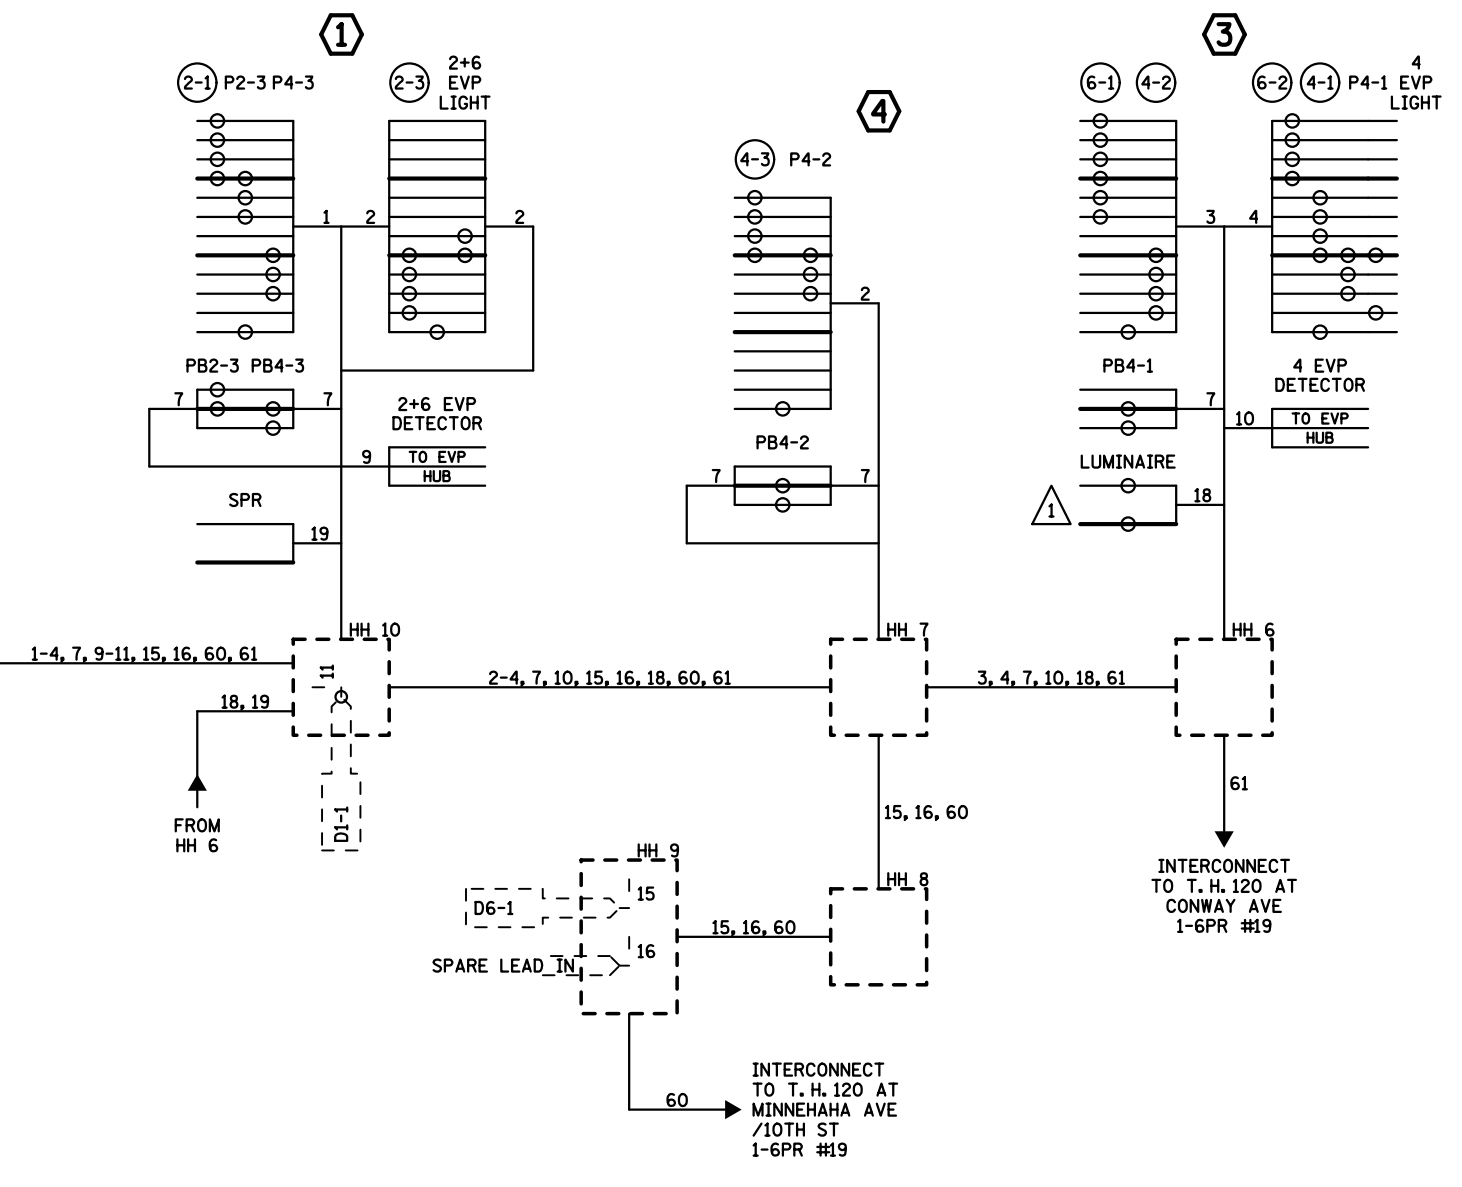 1
2-1 P2-3 P4-3
2-3
2+6
EVP
LIGHT
1
2
2
PB2-3 PB4-3
7
7
2+6 EVP
DETECTOR
9
TO EVP
HUB
SPR
19
4
4-3 P4-2
2
PB4-2
7
7
3
6-1 4-2
6-2 4-1 P4-1
4
EVP
LIGHT
3
4
PB4-1
7
4 EVP
DETECTOR
10
TO EVP
HUB
LUMINAIRE
1
18
HH 10
HH 7
HH 6
1-4, 7, 9-11, 15, 16, 60, 61
11
2-4, 7, 10, 15, 16, 18, 60, 61
3, 4, 7, 10, 18, 61
18, 19
FROM
HH 6
D1-1
61
15, 16, 60
INTERCONNECT
TO T.H. 120 AT
CONWAY AVE
1-6PR #19
HH 9
HH 8
D6-1
15
15, 16, 60
16
SPARE LEAD IN
60
INTERCONNECT
TO T.H. 120 AT
MINNEHAHA AVE
/10TH ST
1-6PR #19